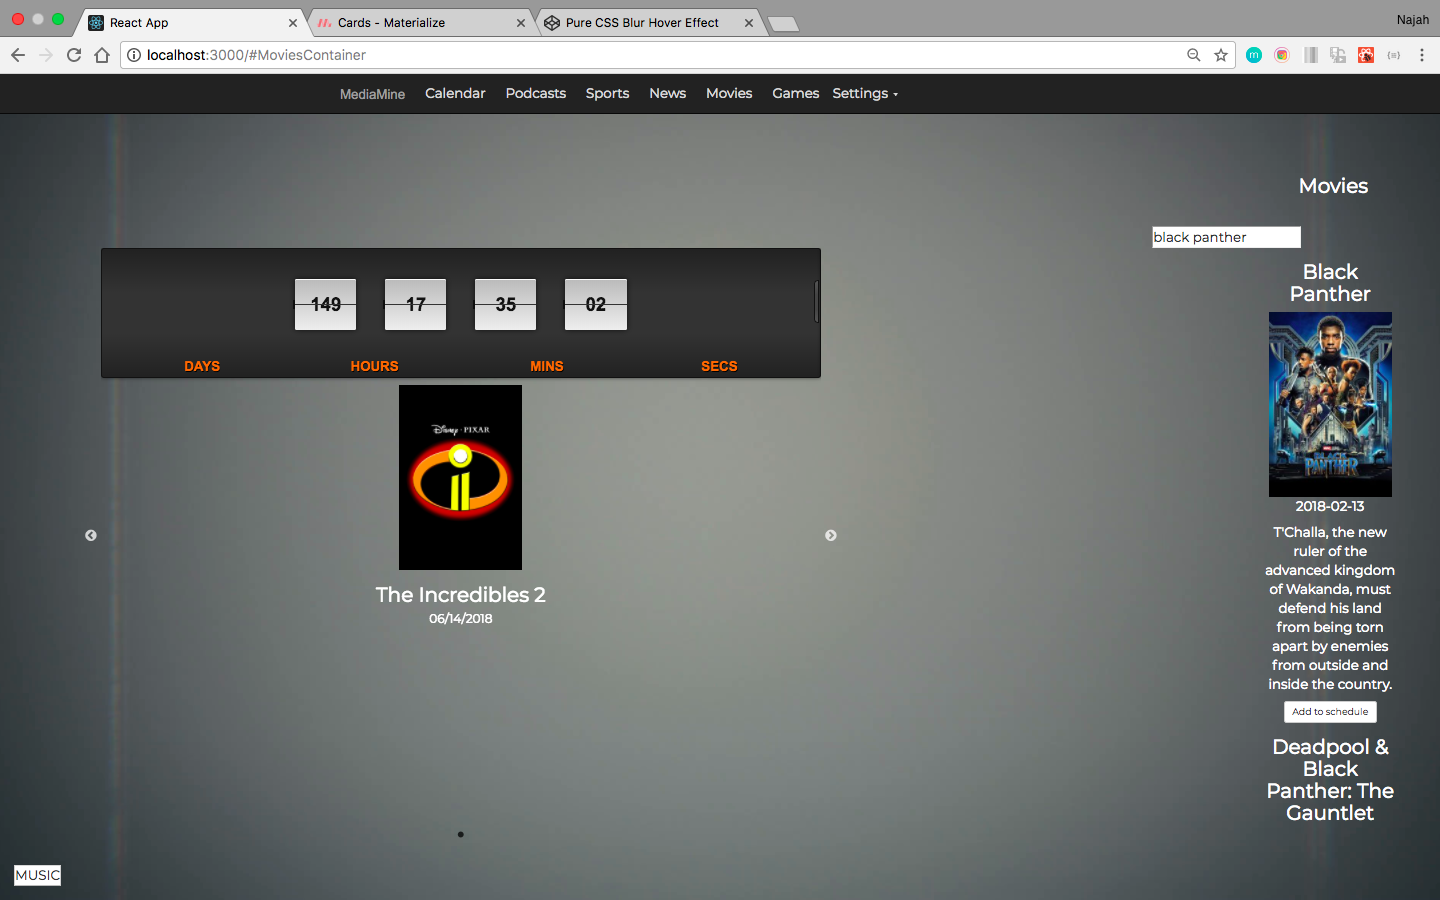 React App
Cards - Materialize
Pure CSS Blur Hover Effect
Najah
localhost:3000/#MoviesContainer
MediaMine Calendar Podcasts Sports News Movies Games Settings
Movies
black panther
149 17 35 02
DAYS HOURS MINS SECS
Disney · PIXAR
The Incredibles 2
06/14/2018
Black
Panther
BLACK PANTHER
2018-02-13
T'Challa, the new
ruler of the
advanced kingdom
of Wakanda, must
defend his land
from being torn
apart by enemies
from outside and
inside the country.
Add to schedule
Deadpool &
Black
Panther: The
Gauntlet
MUSIC